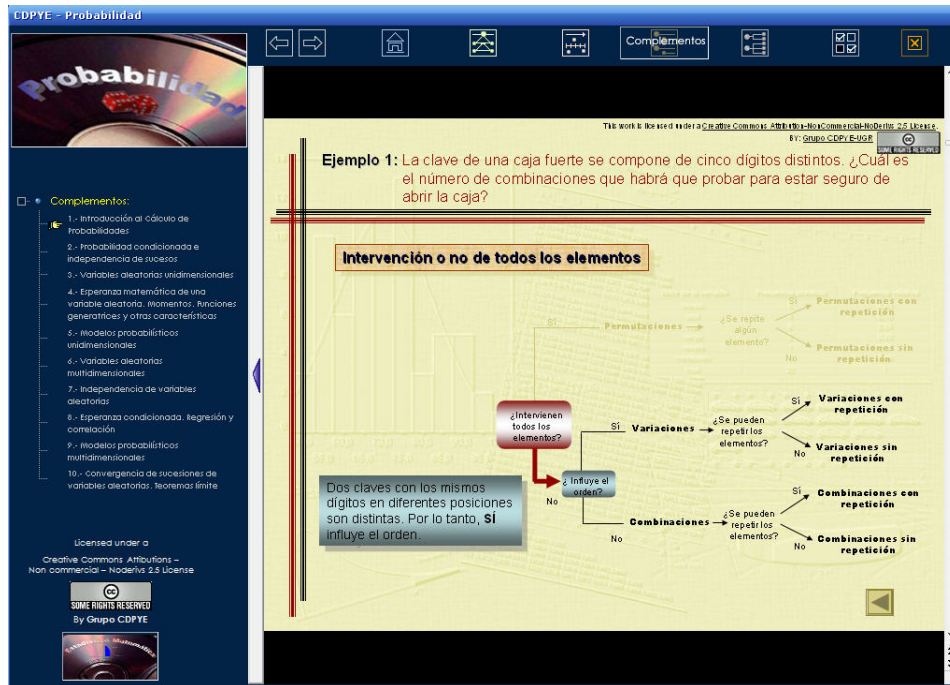 CDPYE - Probabilidad
Probabilidad
Complementos
Complementos:
1.- Introducción al Cálculo de
Probabilidades
2.- Probabilidad condicionada e
independencia de sucesos
3.- Variables aleatorias unidimensionales
4.- Esperanza matemática de una
variable aleatoria. Momentos. Funciones
generatrices y otras características
5.- Modelos probabilísticos
unidimensionales
6.- Variables aleatorias
multidimensionales
7.- Independencia de variables
aleatorias
8.- Esperanza condicionada. Regresión y
correlación
9.- Modelos probabilísticos
multidimensionales
10.- Convergencia de sucesiones de
variables aleatorias. Teoremas límite
Licensed under a
Creative Commons Attibutions –
Non commercial – Noderivs 2.5 License
cc
SOME RIGHTS RESERVED
By Grupo CDPYE
This work is licensed under a Creative Commons Attribution-NonCommercial-NoDerivs 2.5 License.
BY: Grupo CDPYE-UGR
cc
SOME RIGHTS RESERVED
Ejemplo 1: La clave de una caja fuerte se compone de cinco dígitos distintos. ¿Cuál es
el número de combinaciones que habrá que probar para estar seguro de
abrir la caja?
Intervención o no de todos los elementos
Sí
Permutaciones
¿Se repite
algún
elemento?
Sí
Permutaciones con
repetición
No
Permutaciones sin
repetición
¿Intervienen
todos los
elementos?
No
¿ Influye el
orden?
Sí
Variaciones
¿Se pueden
repetir los
elementos?
Sí
Variaciones con
repetición
No
Variaciones sin
repetición
No
Combinaciones
¿Se pueden
repetir los
elementos?
Sí
Combinaciones con
repetición
No
Combinaciones sin
repetición
Dos claves con los mismos
dígitos en diferentes posiciones
son distintas. Por lo tanto, SÍ
influye el orden.